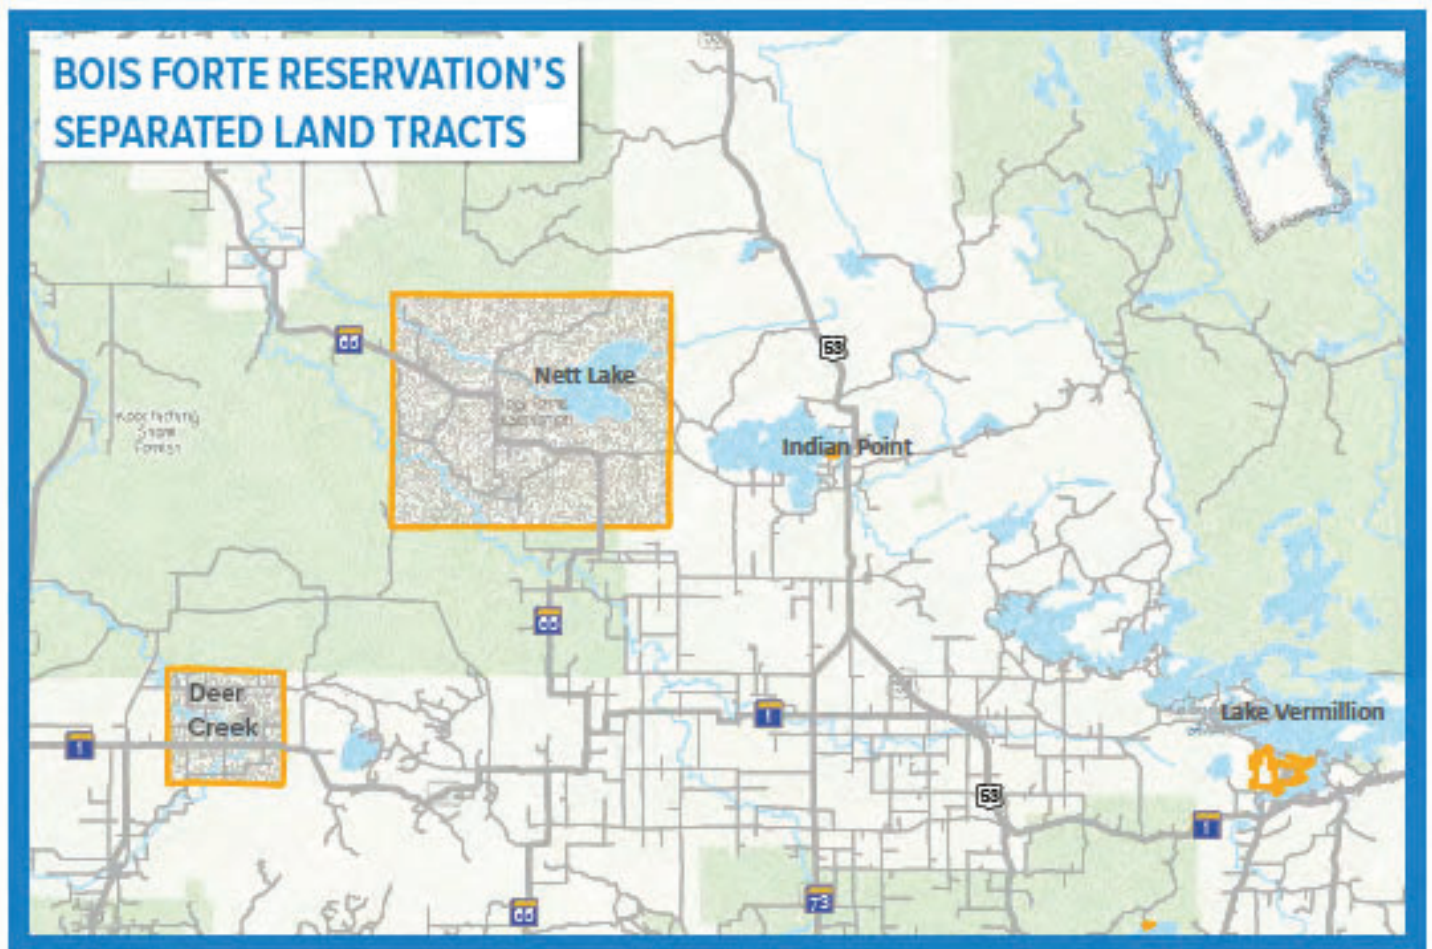 BOIS FORTE RESERVATION'S
SEPARATED LAND TRACTS
53
65
Nett Lake
Indian Point
65
Deer
Creek
1
1
Lake Vermillion
53
1
73
65